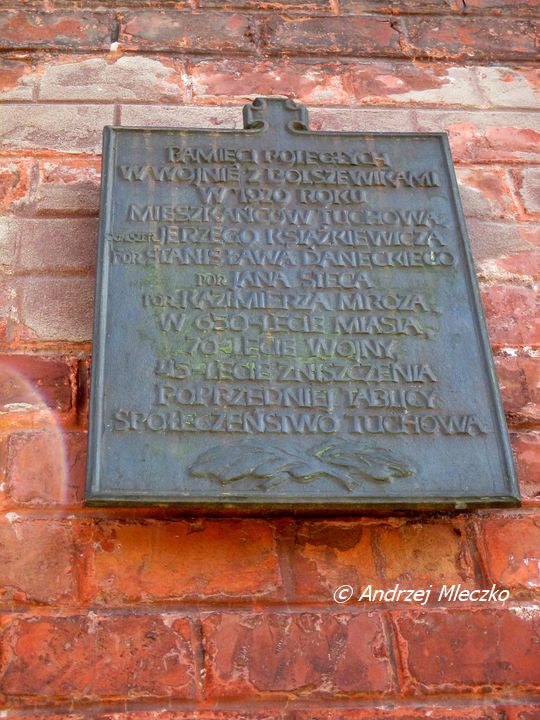 PAMIĘCI POLEGŁYCH
W WOJNIE Z BOLSZEWIKAMI
W 1920 ROKU
MIESZKAŃCÓW TUCHOWA:
JERZEGO KSIĄŻKIEWICZA
POR. STANISŁAWA DANECKIEGO
POR. JANA STĘCA
POR. KAZIMIERZA MROZA,
W 650-LECIE MIASTA,
70-LECIE WOJNY,
45-LECIE ZNISZCZENIA
POPRZEDNIEJ TABLICY
SPOŁECZEŃSTWO TUCHOWA
© Andrzej Mleczko